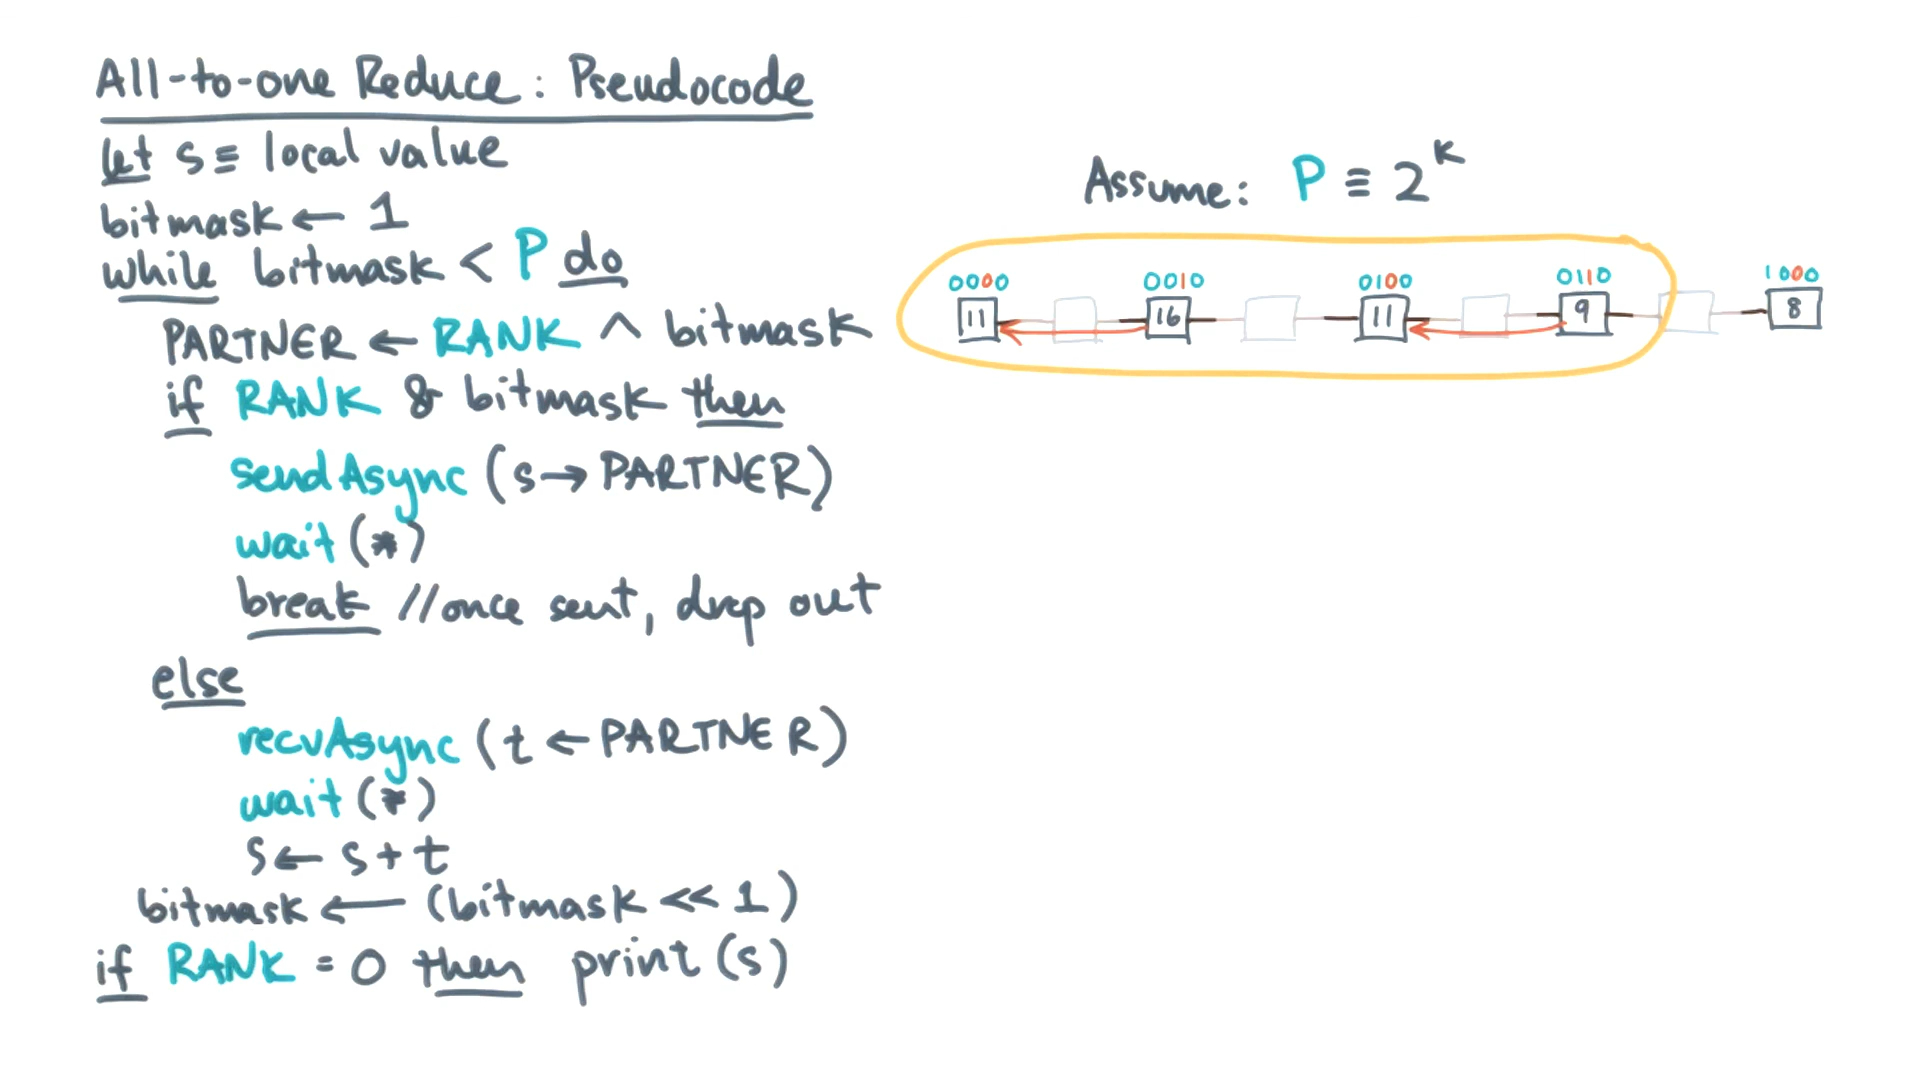 All-to-one Reduce: Pseudocode
let s ≡ local value
bitmask ← 1
while bitmask < P do
PARTNER ← RANK ^ bitmask
if RANK & bitmask then
sendAsync (s → PARTNER)
wait (*)
break // once sent, drop out
else
recvAsync (t ← PARTNER)
wait (*)
s ← s + t
bitmask ← (bitmask << 1)
if RANK = 0 then print (s)
Assume: P ≡ 2^k
0000 0010 0100 0110 1000
11 16 11 9 8